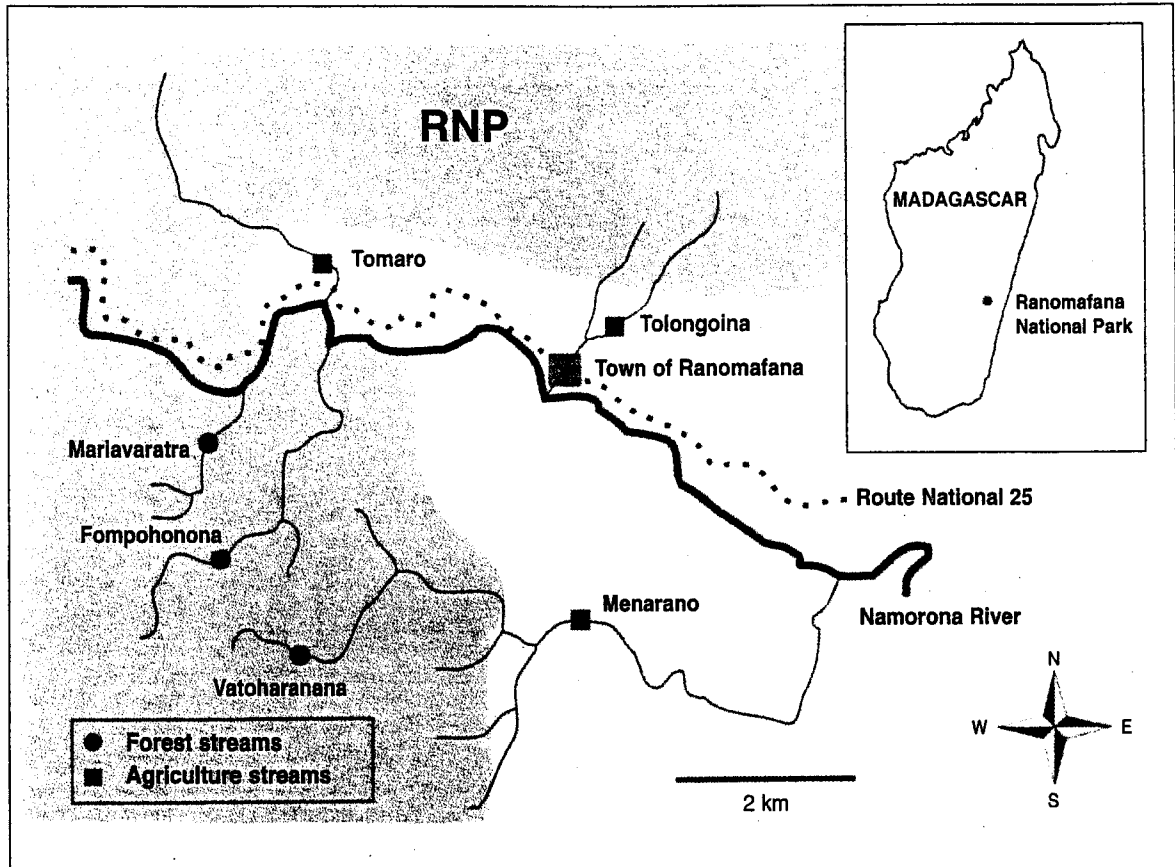 RNP
MADAGASCAR
Ranomafana
National Park
Tomaro
Tolongoina
Town of Ranomafana
Mariavaratra
Route National 25
Fompohonona
Menarano
Namorona River
Vatoharanana
Forest streams
Agriculture streams
2 km
N
W
E
S